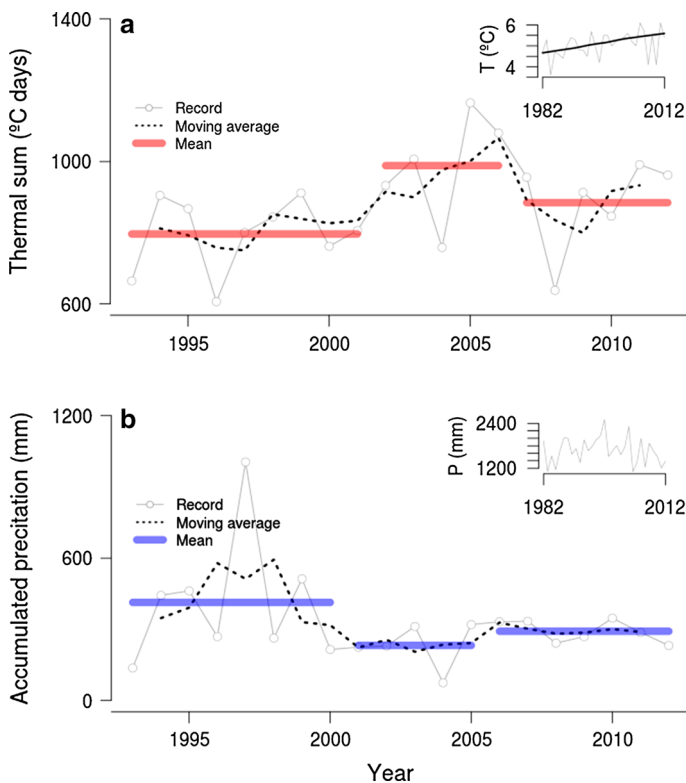 a
1400
1000
600
Thermal sum (ºC days)
Record
Moving average
Mean
T (ºC)
6
4
1982
2012
1995
2000
2005
2010
b
1200
600
0
Accumulated precitation (mm)
Record
Moving average
Mean
P (mm)
2400
1200
1982
2012
1995
2000
2005
2010
Year